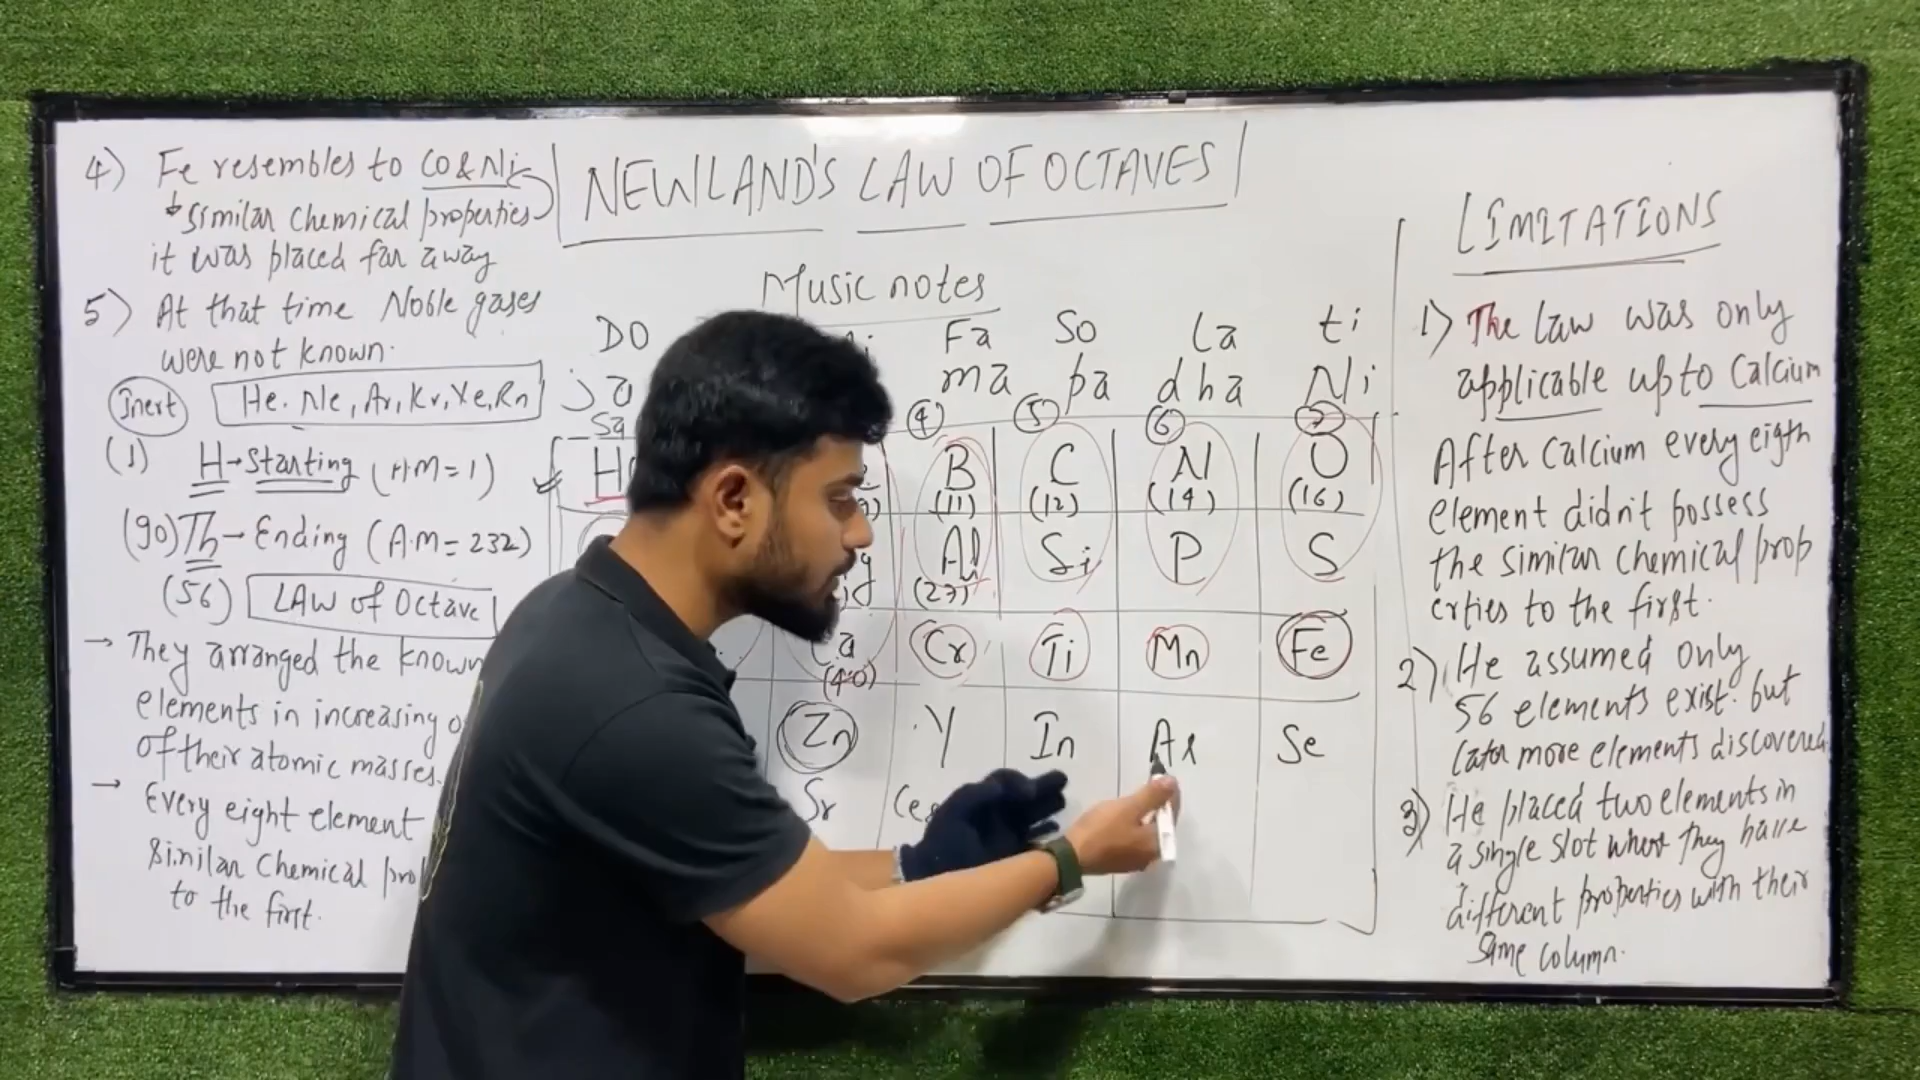 4) Fe resembles to Co & Ni
similar chemical properties
it was placed far away
5) At that time Noble gases
were not known.
Inert He. Ne, Ar, Kr, Xe, Rn
(1) H→Starting (AM=1)
(90) Th→ Ending (A.M=232)
(56) LAW of Octave
→ They arranged the known
elements in increasing
of their atomic masses.
→ Every eight element
similar chemical
to the first.
NEWLAND'S LAW OF OCTAVES
Music notes
DO Fa So La ti
ma pa dha Ni
Sa
④ ⑤ ⑥ ⑦
H B C N O
(11) (12) (14) (16)
Al Si P S
(27)
Cr Ti Mn Fe
(40)
Zn Y In As Se
Sr Ce
LIMITATIONS
1) The law was only
applicable upto Calcium
After Calcium every eigth
element didn't possess
the similar chemical prop
erties to the first.
2) He assumed only
56 elements exist. but
later more elements discovered
3) He placed two elements in
a single slot where they have
different properties with their
same column.